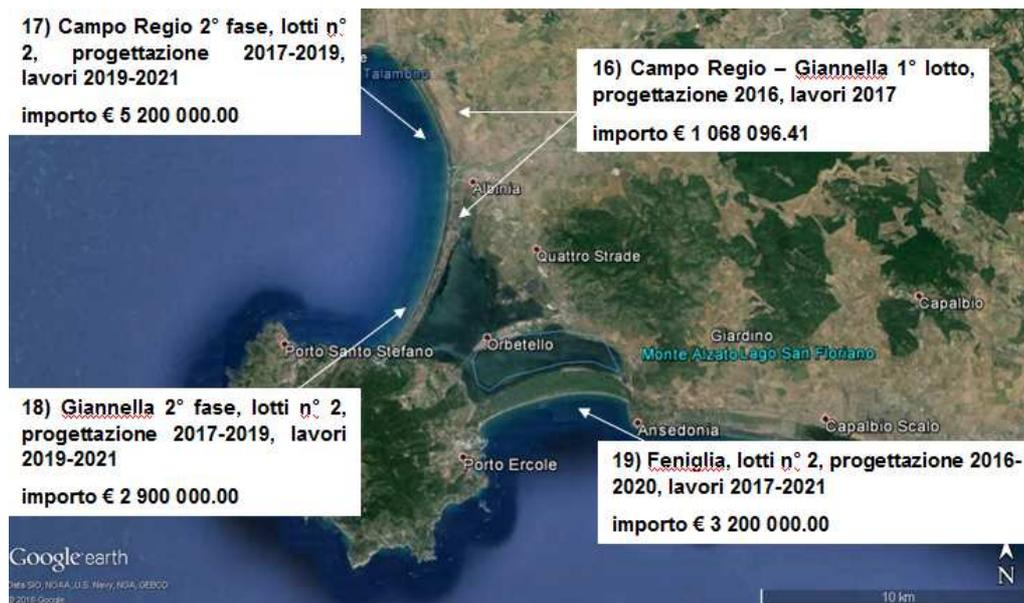 17) Campo Regio 2° fase, lotti n°
2, progettazione 2017-2019,
lavori 2019-2021
importo € 5 200 000.00
16) Campo Regio – Giannella 1° lotto,
progettazione 2016, lavori 2017
importo € 1 068 096.41
Talamone
Albinia
Quattro Strade
Capalbio
Giardino
Monte Alzato Lago San Floriano
Orbetello
Porto Santo Stefano
18) Giannella 2° fase, lotti n° 2,
progettazione 2017-2019, lavori
2019-2021
importo € 2 900 000.00
Ansedonia
Capalbio Scalo
Porto Ercole
19) Feniglia, lotti n° 2, progettazione 2016-
2020, lavori 2017-2021
importo € 3 200 000.00
Google earth
Data SIO, NOAA, U.S. Navy, NGA, GEBCO
© 2016 Google
N
10 km